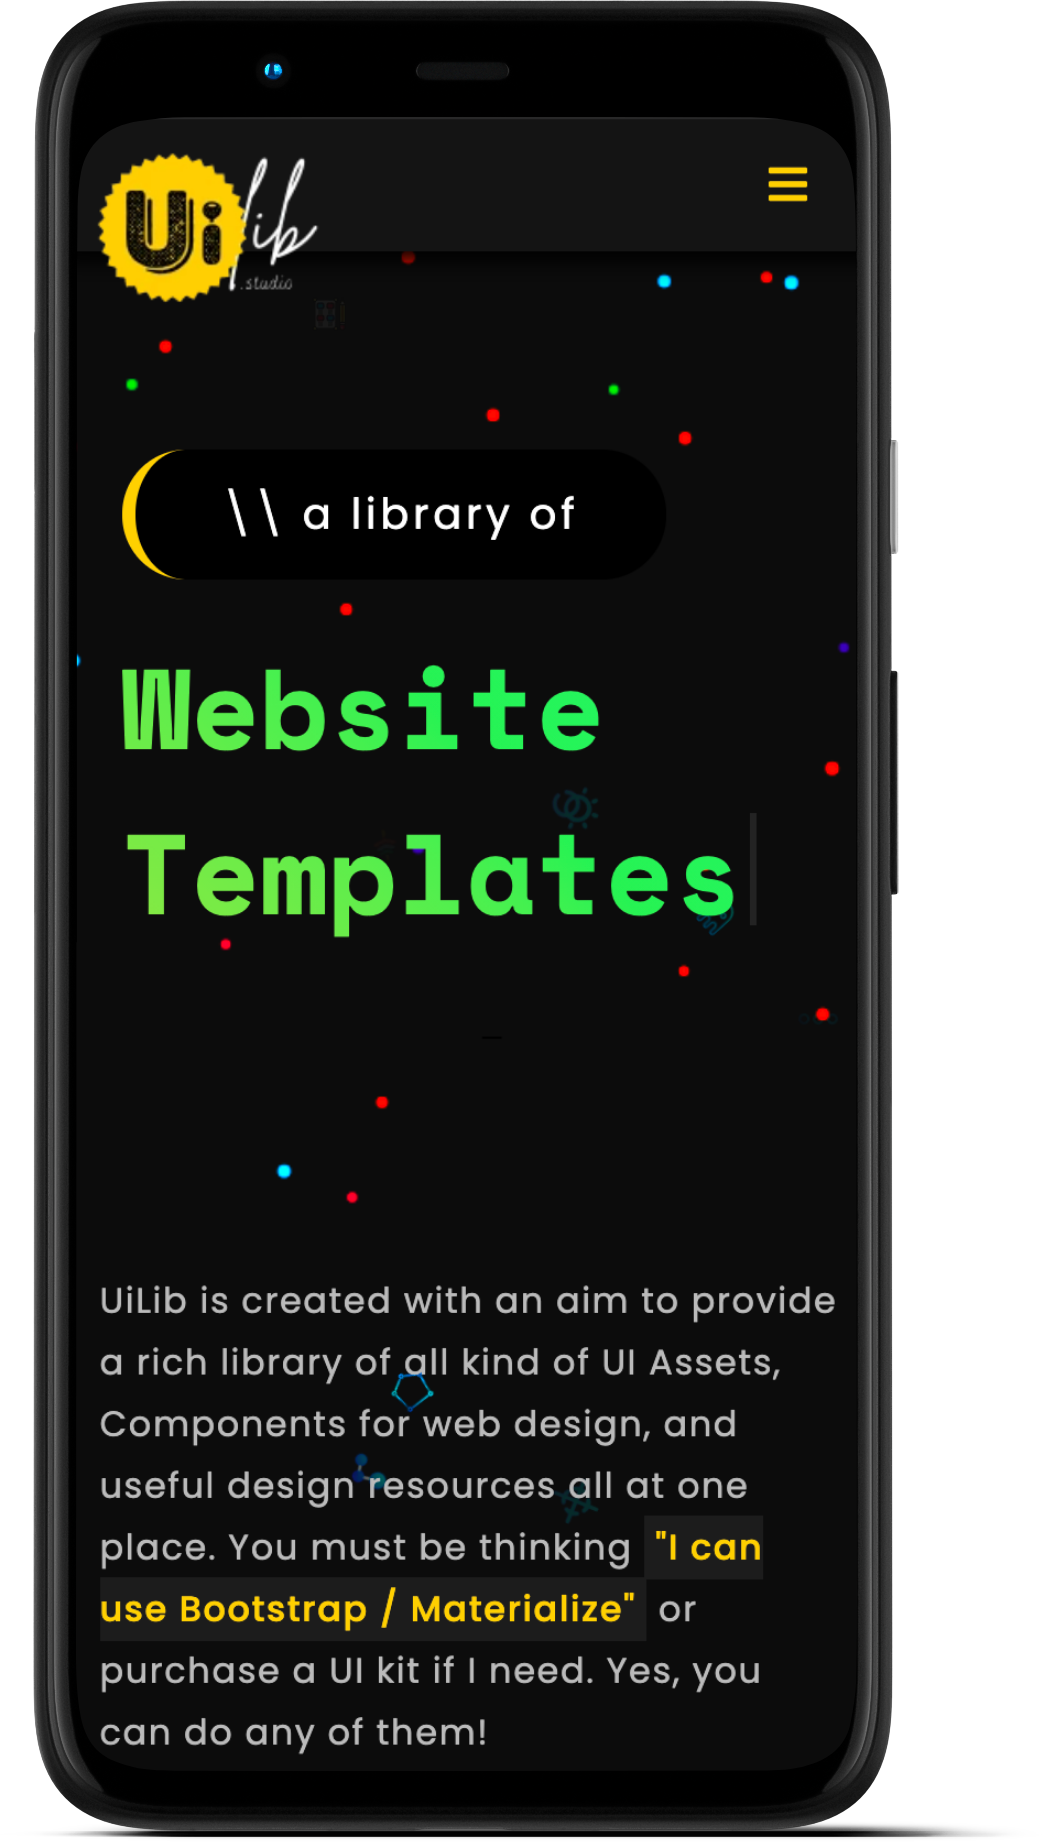 Ui lib
.studio
\\ a library of
Website
Templates
UiLib is created with an aim to provide
a rich library of all kind of UI Assets,
Components for web design, and
useful design resources all at one
place. You must be thinking "I can
use Bootstrap / Materialize" or
purchase a UI kit if I need. Yes, you
can do any of them!